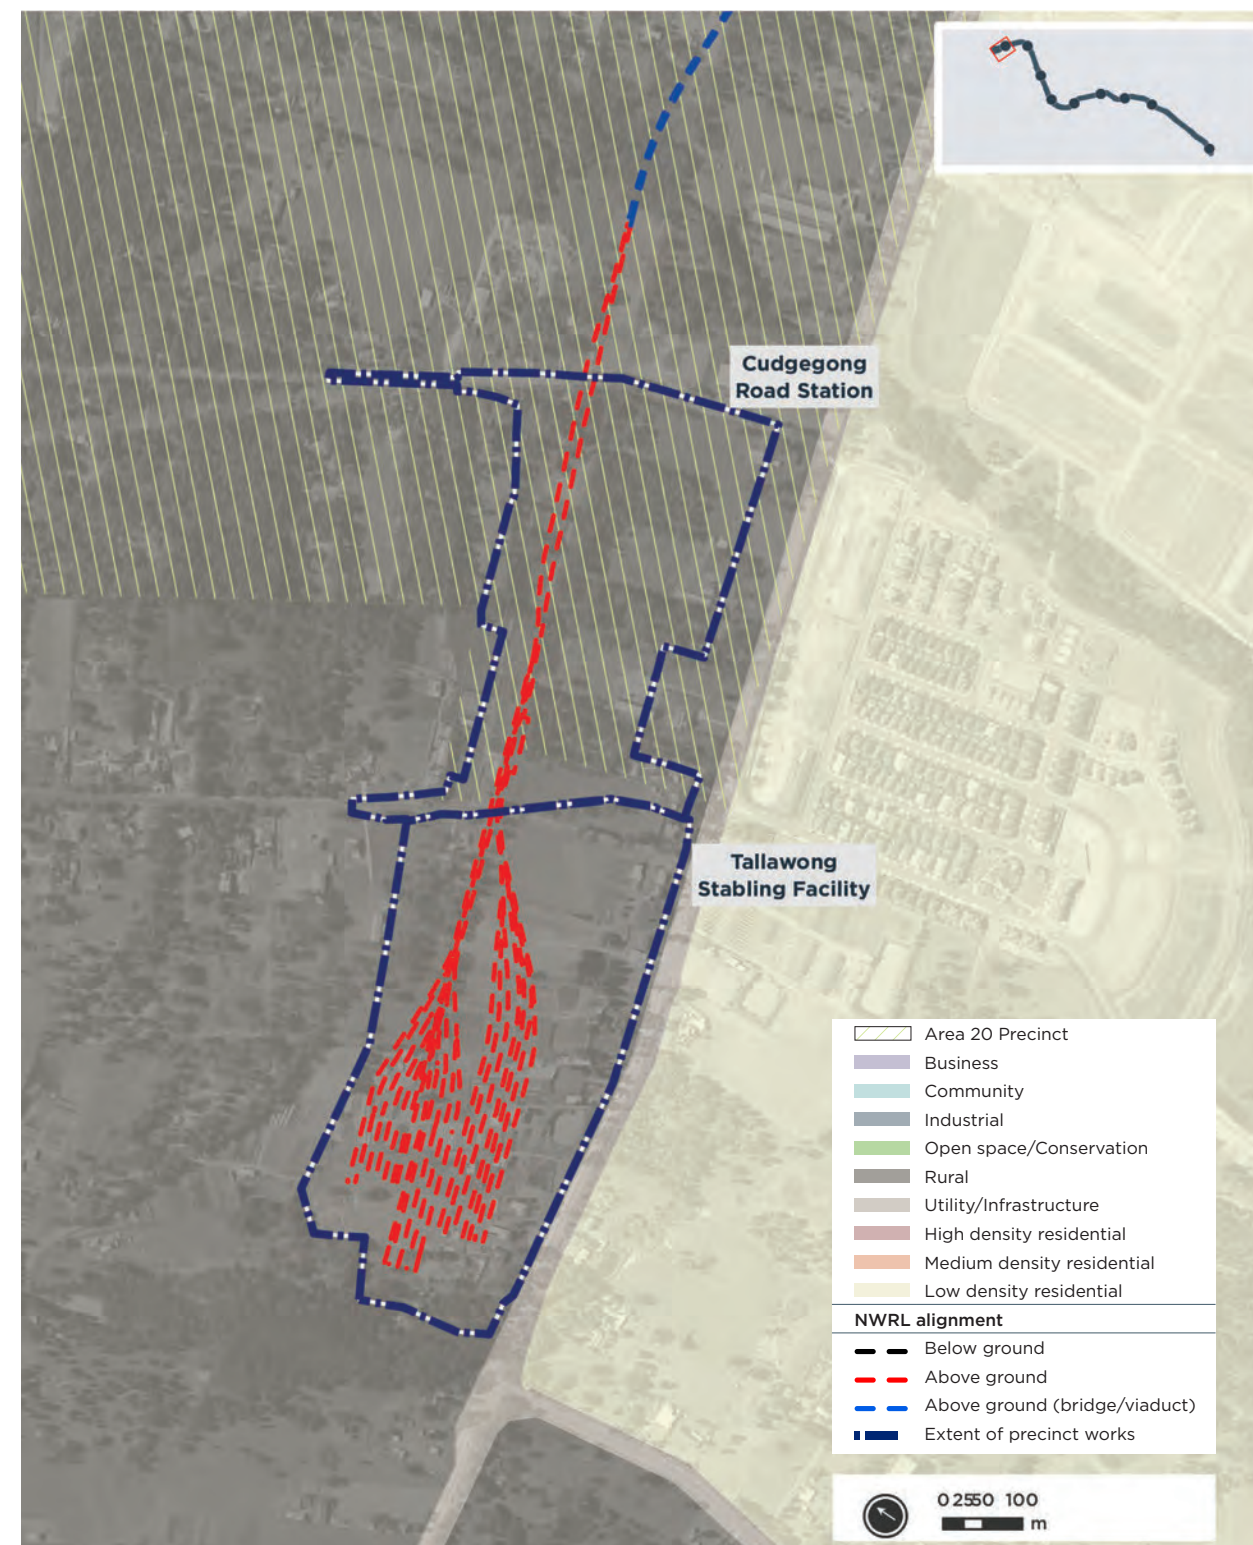 Cudgegong
Road Station
Tallawong
Stabling Facility
Area 20 Precinct
Business
Community
Industrial
Open space/Conservation
Rural
Utility/Infrastructure
High density residential
Medium density residential
Low density residential
NWRL alignment
Below ground
Above ground
Above ground (bridge/viaduct)
Extent of precinct works
0 25 50 100
m